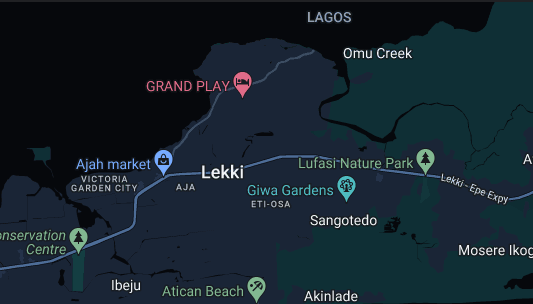 LAGOS
Omu Creek
GRAND PLAY
Ajah market
Lekki
Lufasi Nature Park
VICTORIA
GARDEN CITY
AJA
Giwa Gardens
ETI-OSA
Lekki - Epe Expy
Sangotedo
onservation
Centre
Mosere Ikog
Ibeju
Atican Beach
Akinlade
A